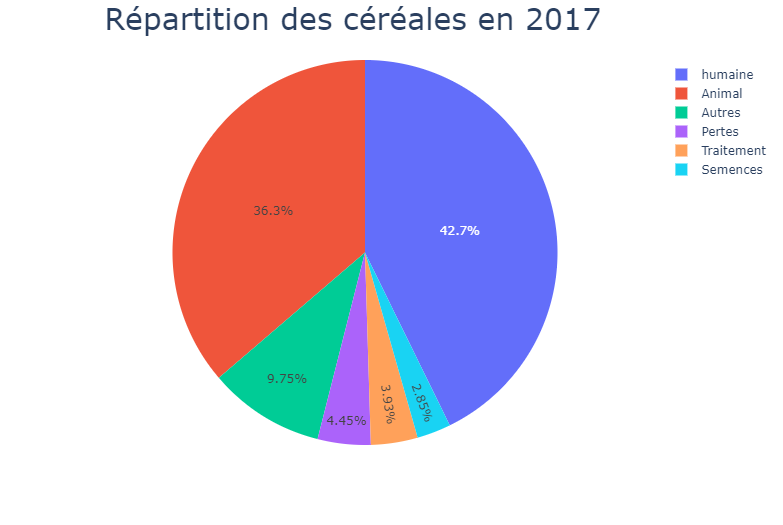 Répartition des céréales en 2017
humaine
Animal
Autres
Pertes
Traitement
Semences
36.3%
42.7%
9.75%
4.45%
3.93%
2.85%